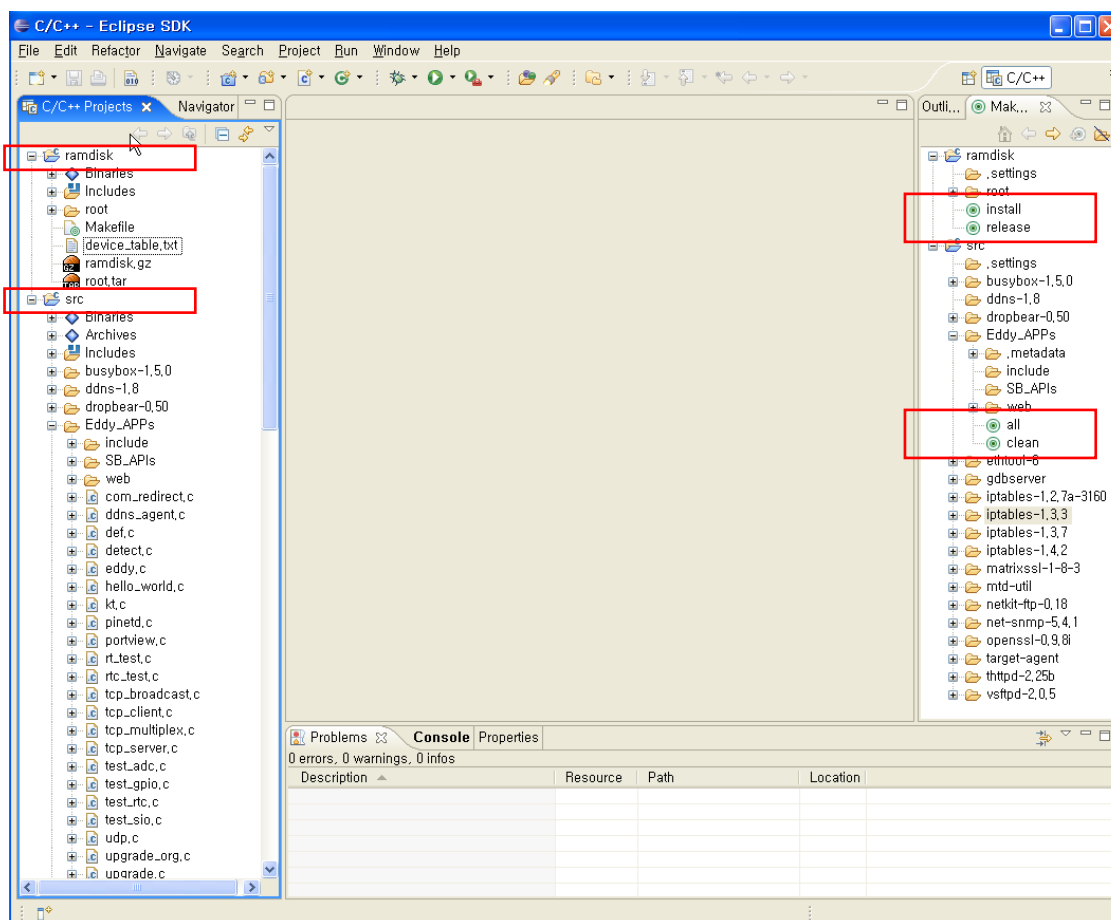 C/C++ - Eclipse SDK
File Edit Refactor Navigate Search Project Run Window Help
C/C++
C/C++ Projects Navigator
ramdisk
Binaries
Includes
root
Makefile
device_table.txt
ramdisk.gz
root.tar
src
Binaries
Archives
Includes
busybox-1.5.0
ddns-1.8
dropbear-0.50
Eddy_APPs
include
SB_APIs
web
com_redirect.c
ddns_agent.c
def.c
detect.c
eddy.c
hello_world.c
kt.c
pinetd.c
portview.c
rt_test.c
rtc_test.c
tcp_broadcast.c
tcp_client.c
tcp_multiplex.c
tcp_server.c
test_adc.c
test_gpio.c
test_rtc.c
test_sio.c
udp.c
upgrade_org.c
upgrade.c
Outli... Mak...
ramdisk
.settings
root
install
release
src
.settings
busybox-1.5.0
ddns-1.8
dropbear-0.50
Eddy_APPs
.metadata
include
SB_APIs
web
all
clean
ethtool-6
gdbserver
iptables-1.2.7a-3160
iptables-1.3.3
iptables-1.3.7
iptables-1.4.2
matrixssl-1-8-3
mtd-util
netkit-ftp-0.18
net-snmp-5.4.1
openssl-0.9.8i
target-agent
thttpd-2.25b
vsftpd-2.0.5
Problems Console Properties
0 errors, 0 warnings, 0 infos
Description Resource Path Location